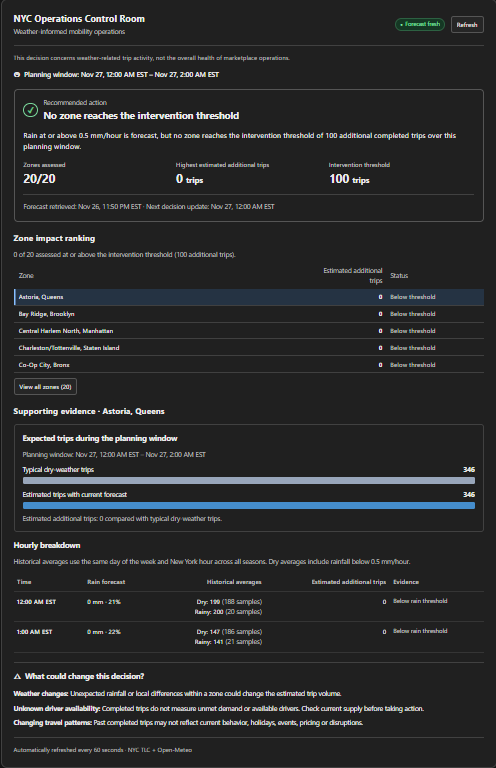 NYC Operations Control Room
Weather-informed mobility operations
Forecast fresh
Refresh
This decision concerns weather-related trip activity, not the overall health of marketplace operations.
Planning window: Nov 27, 12:00 AM EST – Nov 27, 2:00 AM EST
Recommended action
No zone reaches the intervention threshold
Rain at or above 0.5 mm/hour is forecast, but no zone reaches the intervention threshold of 100 additional completed trips over this
planning window.
Zones assessed Highest estimated additional trips Intervention threshold
20/20 0 trips 100 trips
Forecast retrieved: Nov 26, 11:50 PM EST · Next decision update: Nov 27, 12:00 AM EST
Zone impact ranking
0 of 20 assessed at or above the intervention threshold (100 additional trips).
Zone Estimated additional trips Status
Astoria, Queens 0 Below threshold
Bay Ridge, Brooklyn 0 Below threshold
Central Harlem North, Manhattan 0 Below threshold
Charleston/Tottenville, Staten Island 0 Below threshold
Co-Op City, Bronx 0 Below threshold
View all zones (20)
Supporting evidence · Astoria, Queens
Expected trips during the planning window
Planning window: Nov 27, 12:00 AM EST – Nov 27, 2:00 AM EST
Typical dry-weather trips 346
Estimated trips with current forecast 346
Estimated additional trips: 0 compared with typical dry-weather trips.
Hourly breakdown
Historical averages use the same day of the week and New York hour across all seasons. Dry averages include rainfall below 0.5 mm/hour.
Time Rain forecast Historical averages Estimated additional trips Evidence
12:00 AM EST 0 mm · 21% Dry: 199 (188 samples) 0 Below rain threshold
Rainy: 200 (20 samples)
1:00 AM EST 0 mm · 22% Dry: 147 (186 samples) 0 Below rain threshold
Rainy: 141 (21 samples)
What could change this decision?
Weather changes: Unexpected rainfall or local differences within a zone could change the estimated trip volume.
Unknown driver availability: Completed trips do not measure unmet demand or available drivers. Check current supply before taking action.
Changing travel patterns: Past completed trips may not reflect current behavior, holidays, events, pricing or disruptions.
Automatically refreshed every 60 seconds · NYC TLC + Open-Meteo